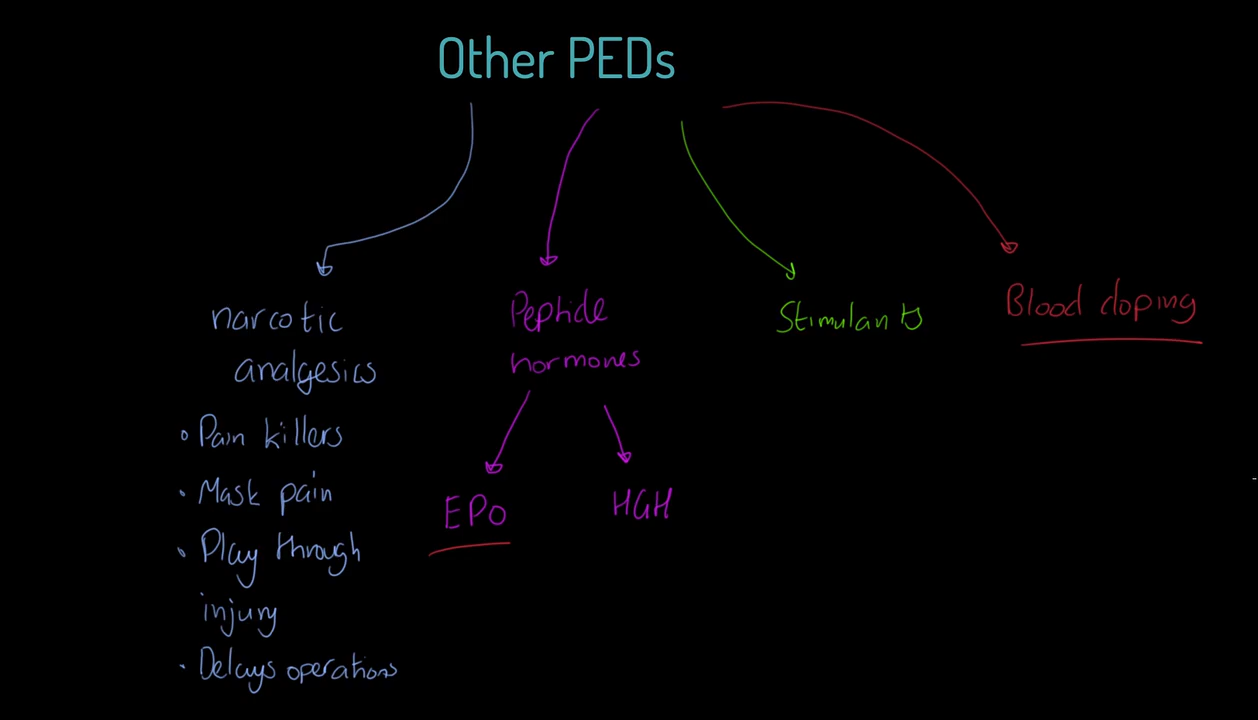 Other PEDs
narcotic
analgesics
• Pain killers
• Mask pain
• Play through
injury
• Delays operations
Peptide
hormones
EPO
HGH
Stimulants
Blood doping